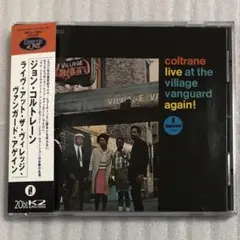 ジョン・コルトレーン
ライヴ・アット・ザ・ヴィレッジ・
ヴァンガード・アゲイン
20bit K2
coltrane
live at the
village
vanguard
again!
VILLAGE
VILLAGE VAN